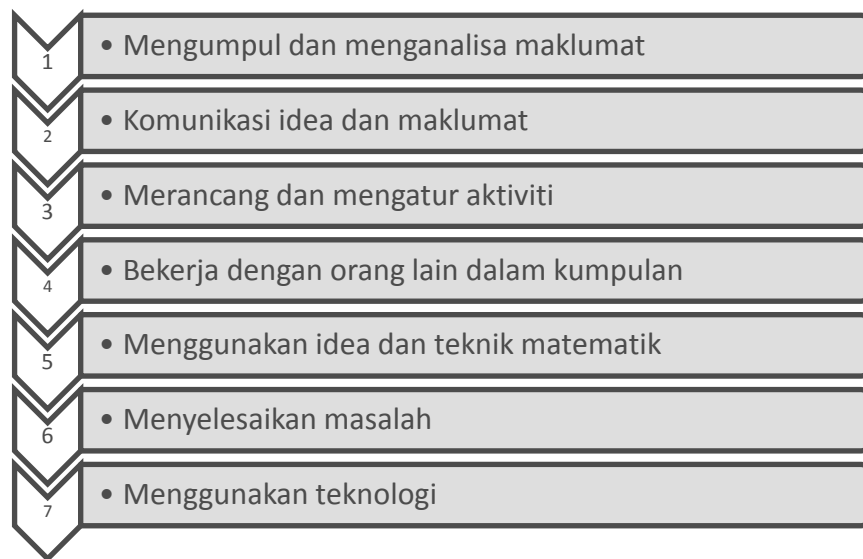 1 • Mengumpul dan menganalisa maklumat
2 • Komunikasi idea dan maklumat
3 • Merancang dan mengatur aktiviti
4 • Bekerja dengan orang lain dalam kumpulan
5 • Menggunakan idea dan teknik matematik
6 • Menyelesaikan masalah
7 • Menggunakan teknologi